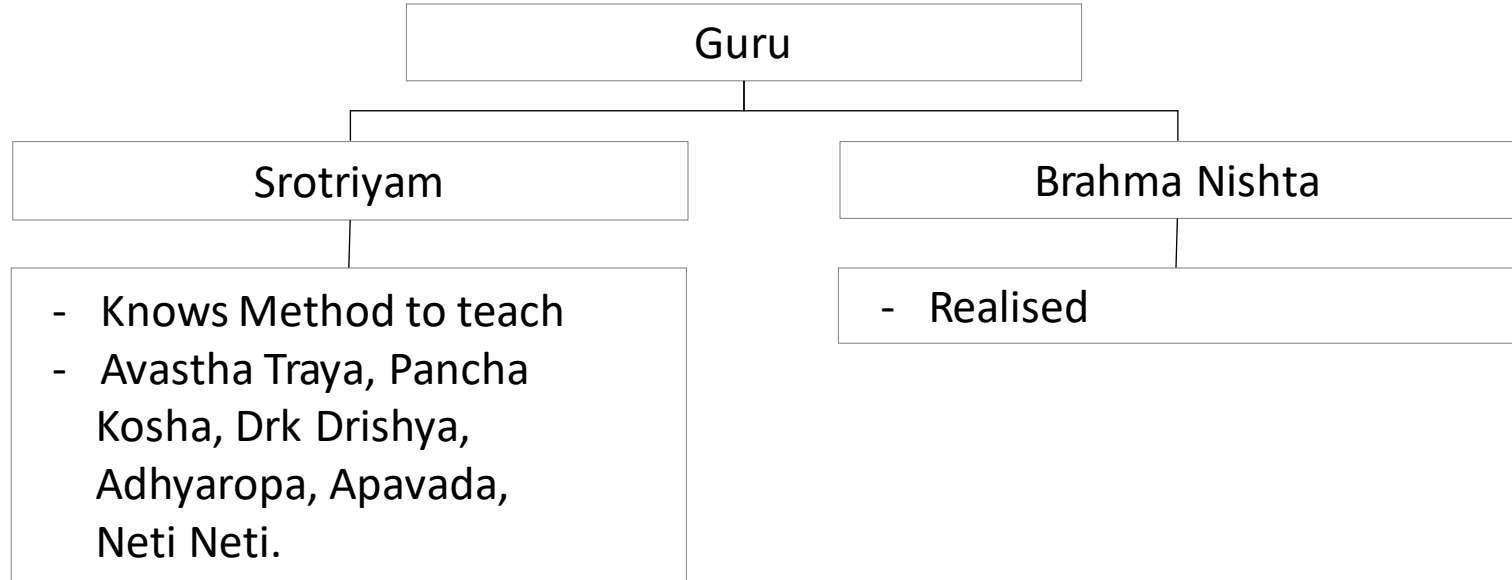 Guru
Srotriyam
Brahma Nishta
- Knows Method to teach
- Avastha Traya, Pancha
Kosha, Drk Drishya,
Adhyaropa, Apavada,
Neti Neti.
- Realised